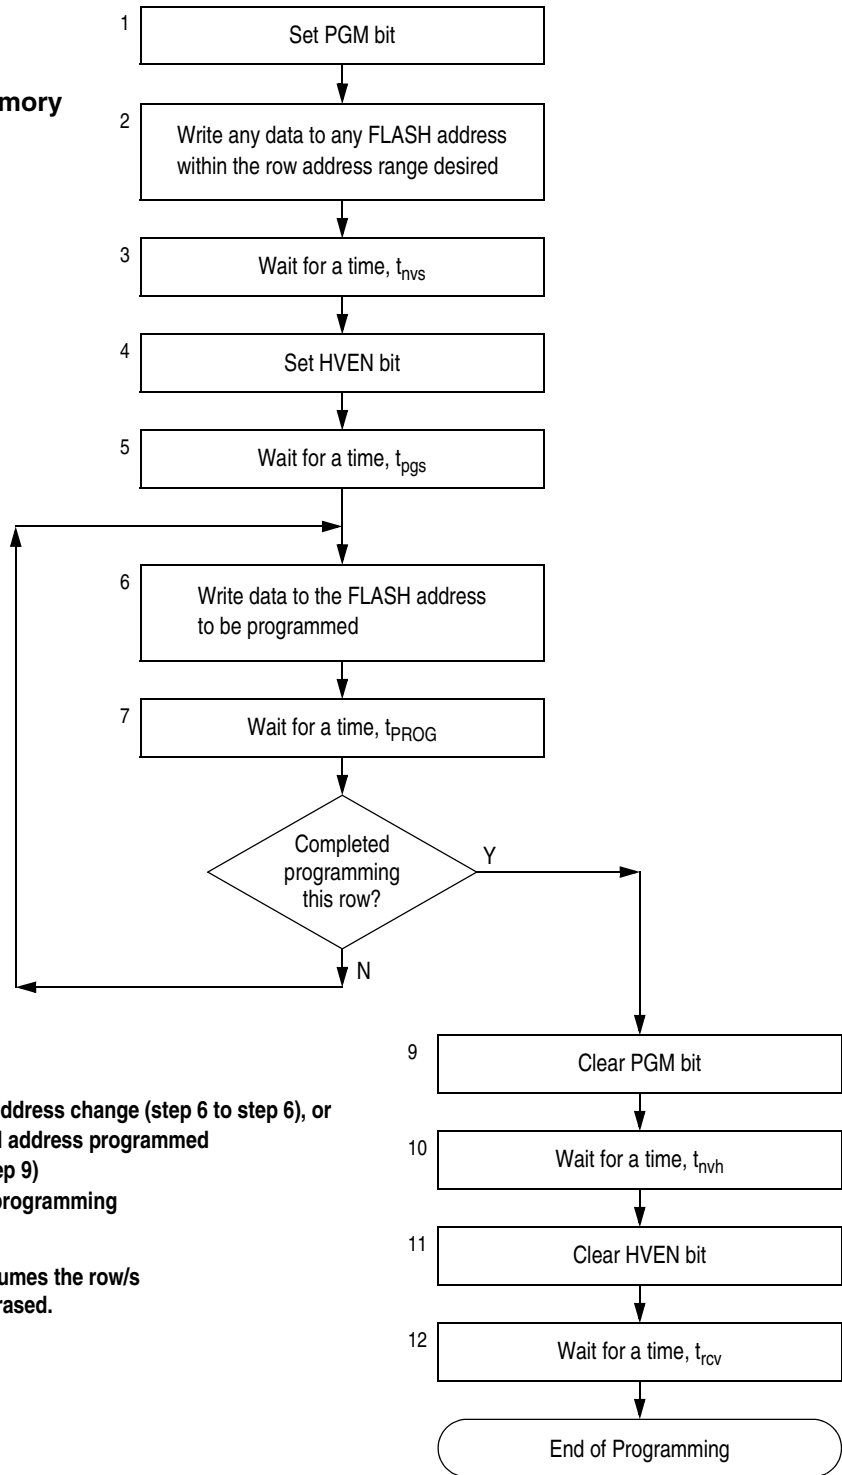 1
Set PGM bit
2
Write any data to any FLASH address
within the row address range desired
3
Wait for a time, tnvs
4
Set HVEN bit
5
Wait for a time, tpgs
6
Write data to the FLASH address
to be programmed
7
Wait for a time, tPROG
Completed
programming
this row?
Y
N
9
Clear PGM bit
address change (step 6 to step 6), or
address programmed
9)
programming
10
Wait for a time, tnvh
11
Clear HVEN bit
the row/s
12
Wait for a time, trcv
End of Programming